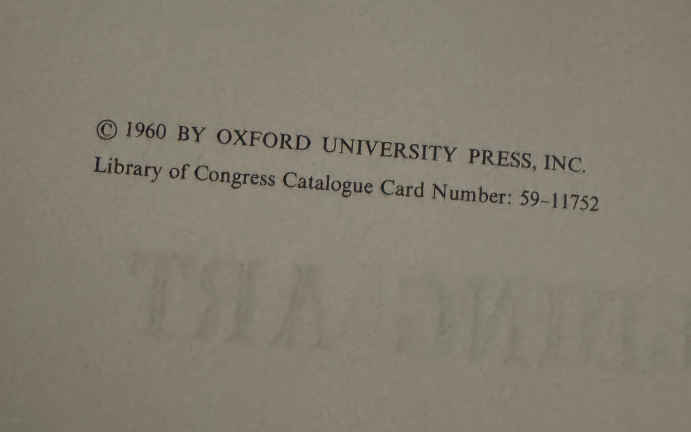 © 1960 BY OXFORD UNIVERSITY PRESS, INC.
Library of Congress Catalogue Card Number: 59-11752